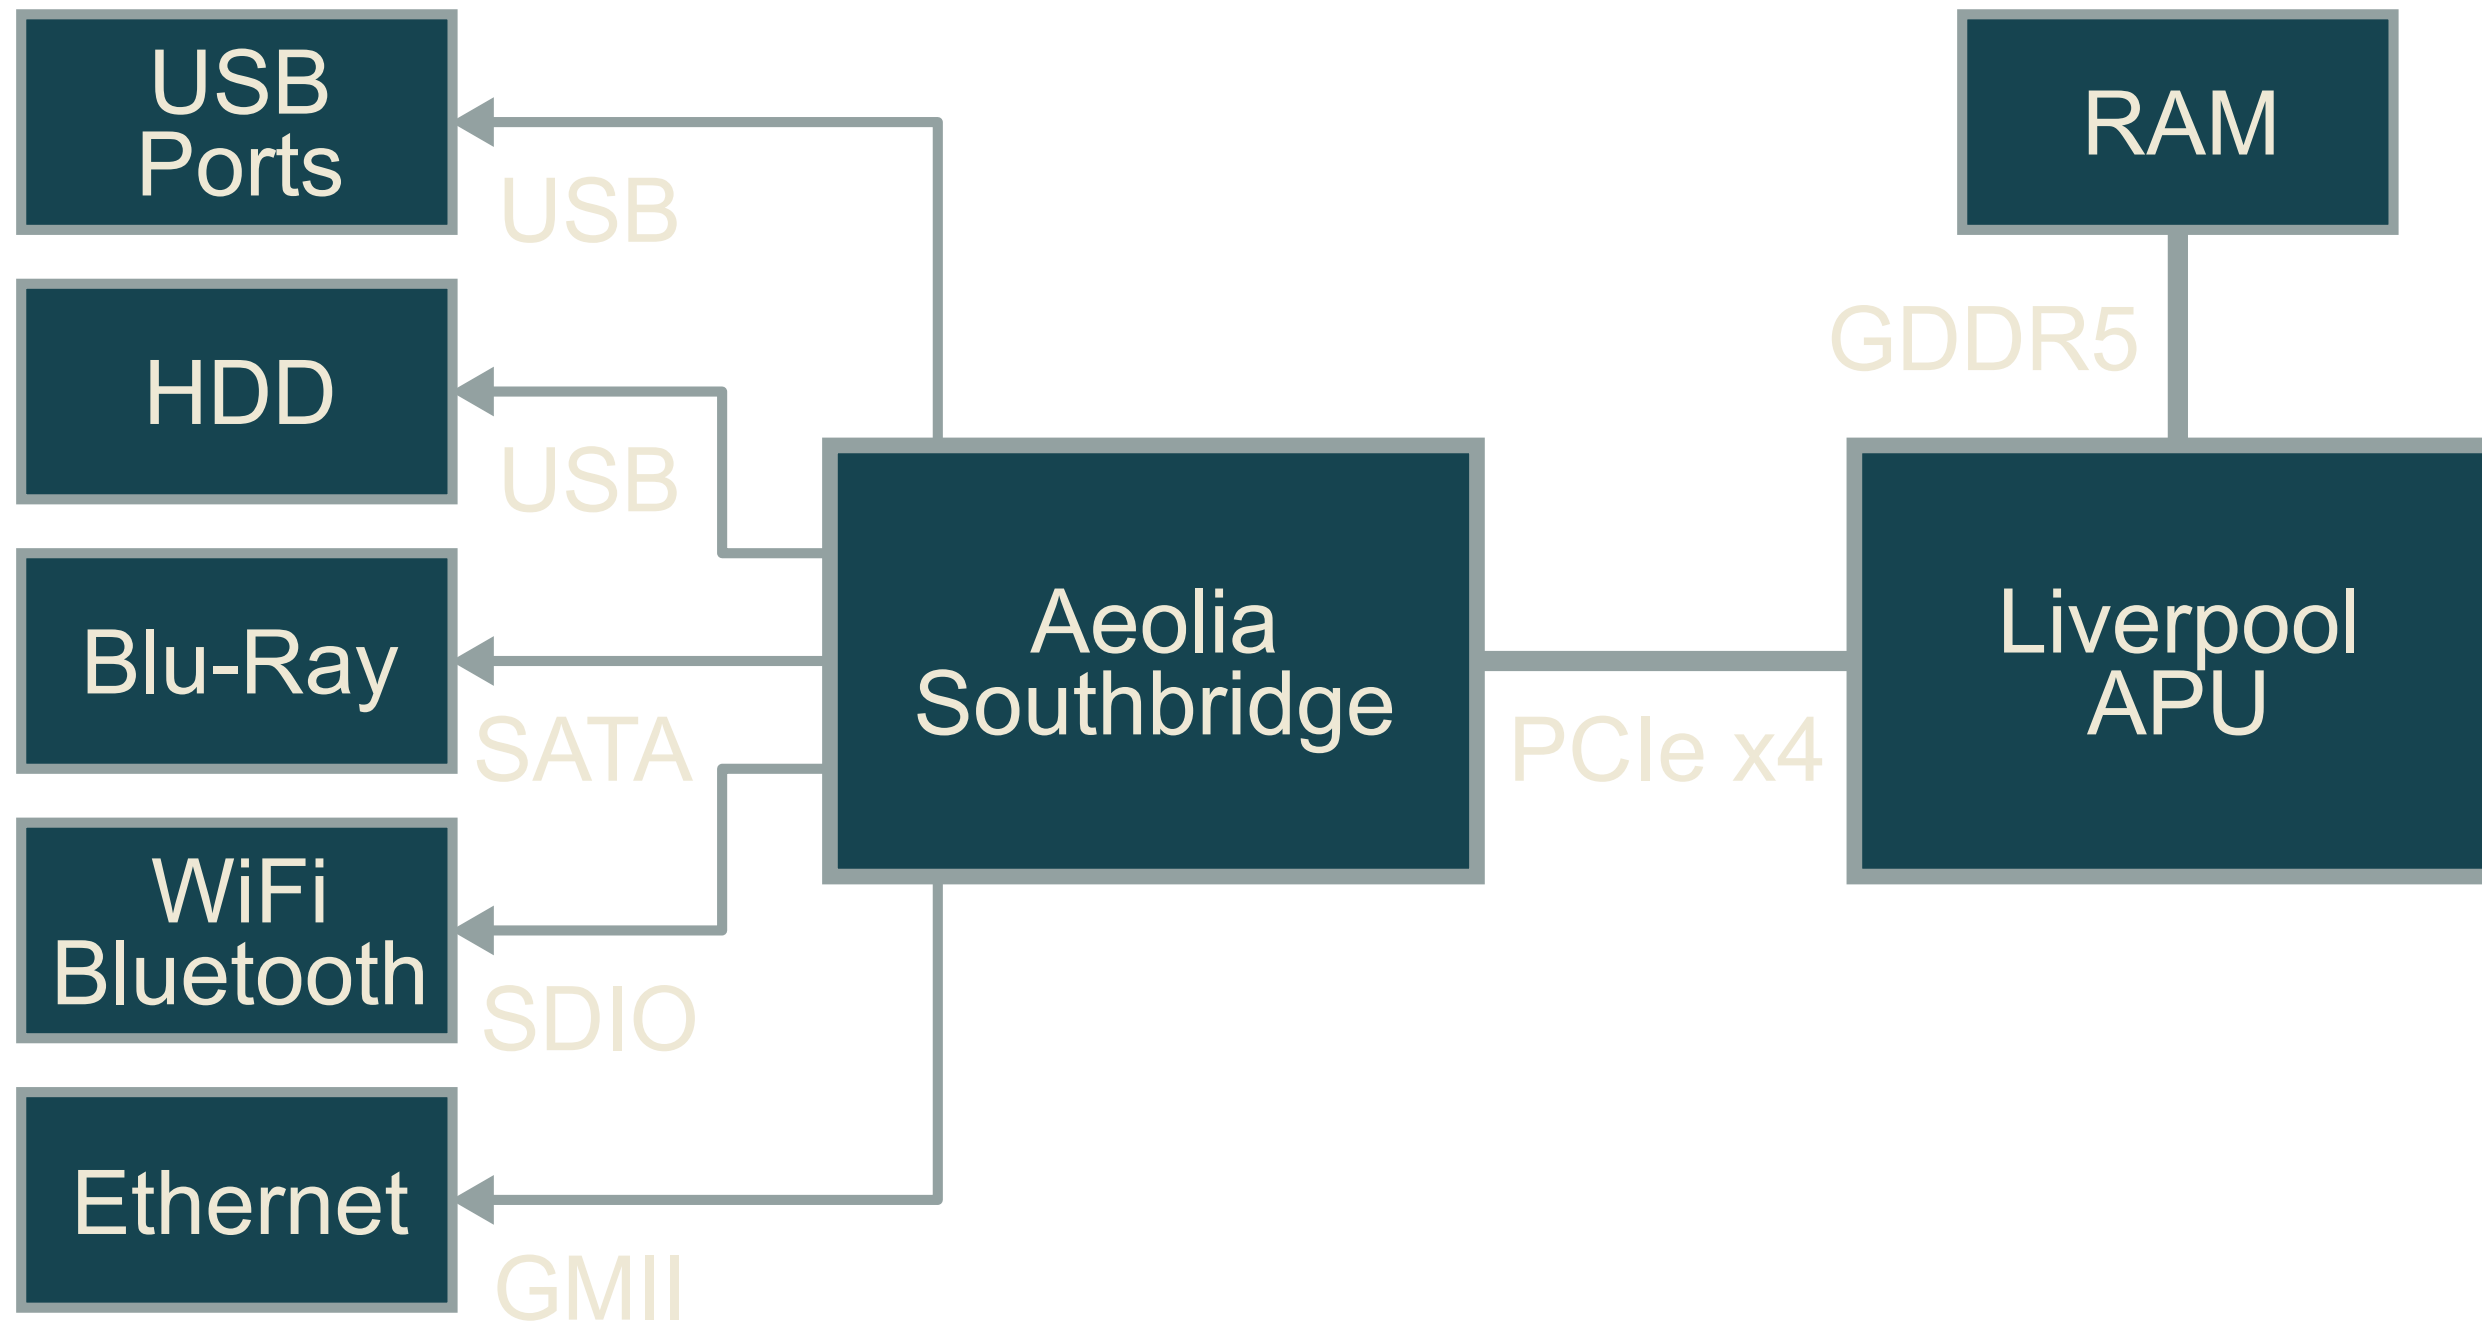 USB
Ports
USB
HDD
USB
Blu-Ray
SATA
WiFi
Bluetooth
SDIO
Ethernet
GMII
Aeolia
Southbridge
PCIe x4
RAM
GDDR5
Liverpool
APU